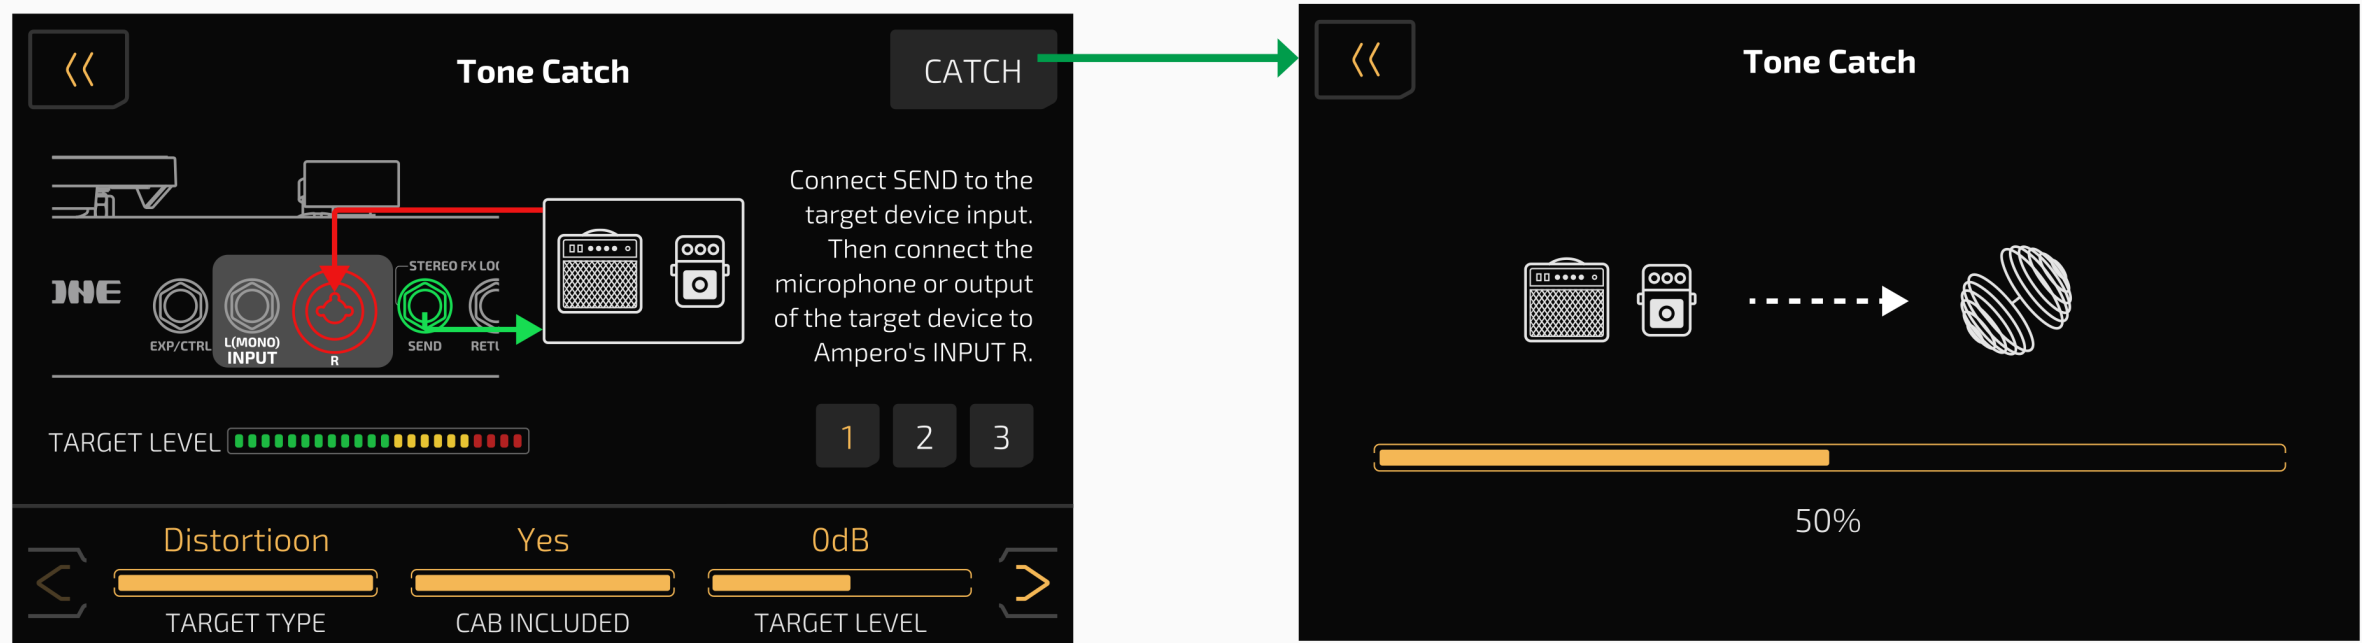 Tone Catch
CATCH
Connect SEND to the
target device input.
Then connect the
microphone or output
of the target device to
Ampero's INPUT R.
STEREO FX LO
EXP/CTRL
L(MONO)
INPUT
R
SEND
RETU
TARGET LEVEL
1
2
3
Distortioon
Yes
0dB
TARGET TYPE
CAB INCLUDED
TARGET LEVEL
Tone Catch
50%